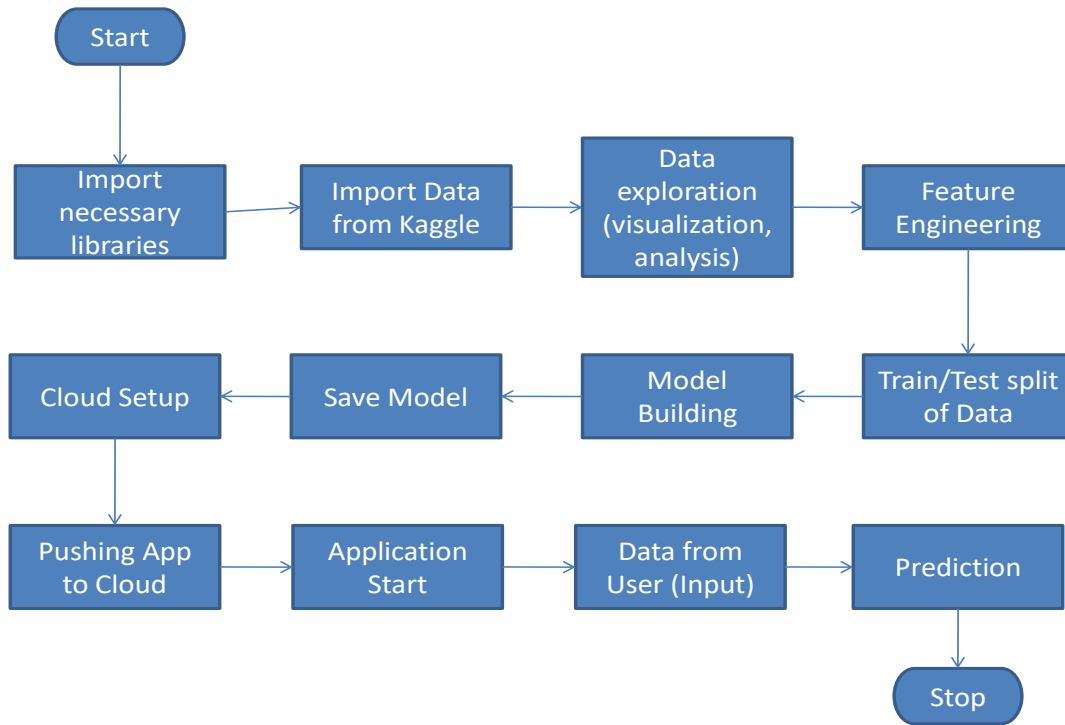 Start
Import
necessary
libraries
Import Data
from Kaggle
Data
exploration
(visualization,
analysis)
Feature
Engineering
Train/Test split
of Data
Model
Building
Save Model
Cloud Setup
Pushing App
to Cloud
Application
Start
Data from
User (Input)
Prediction
Stop